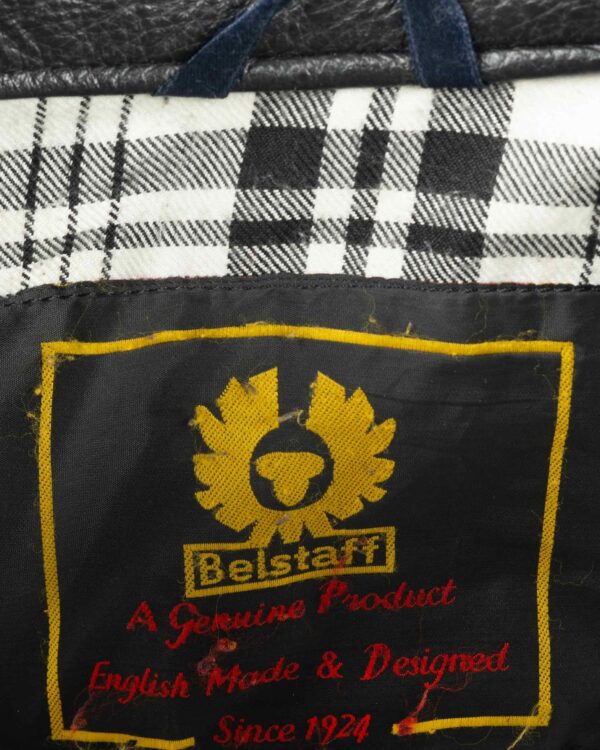 Belstaff
A Genuine Product
English Made & Designed
Since 1924